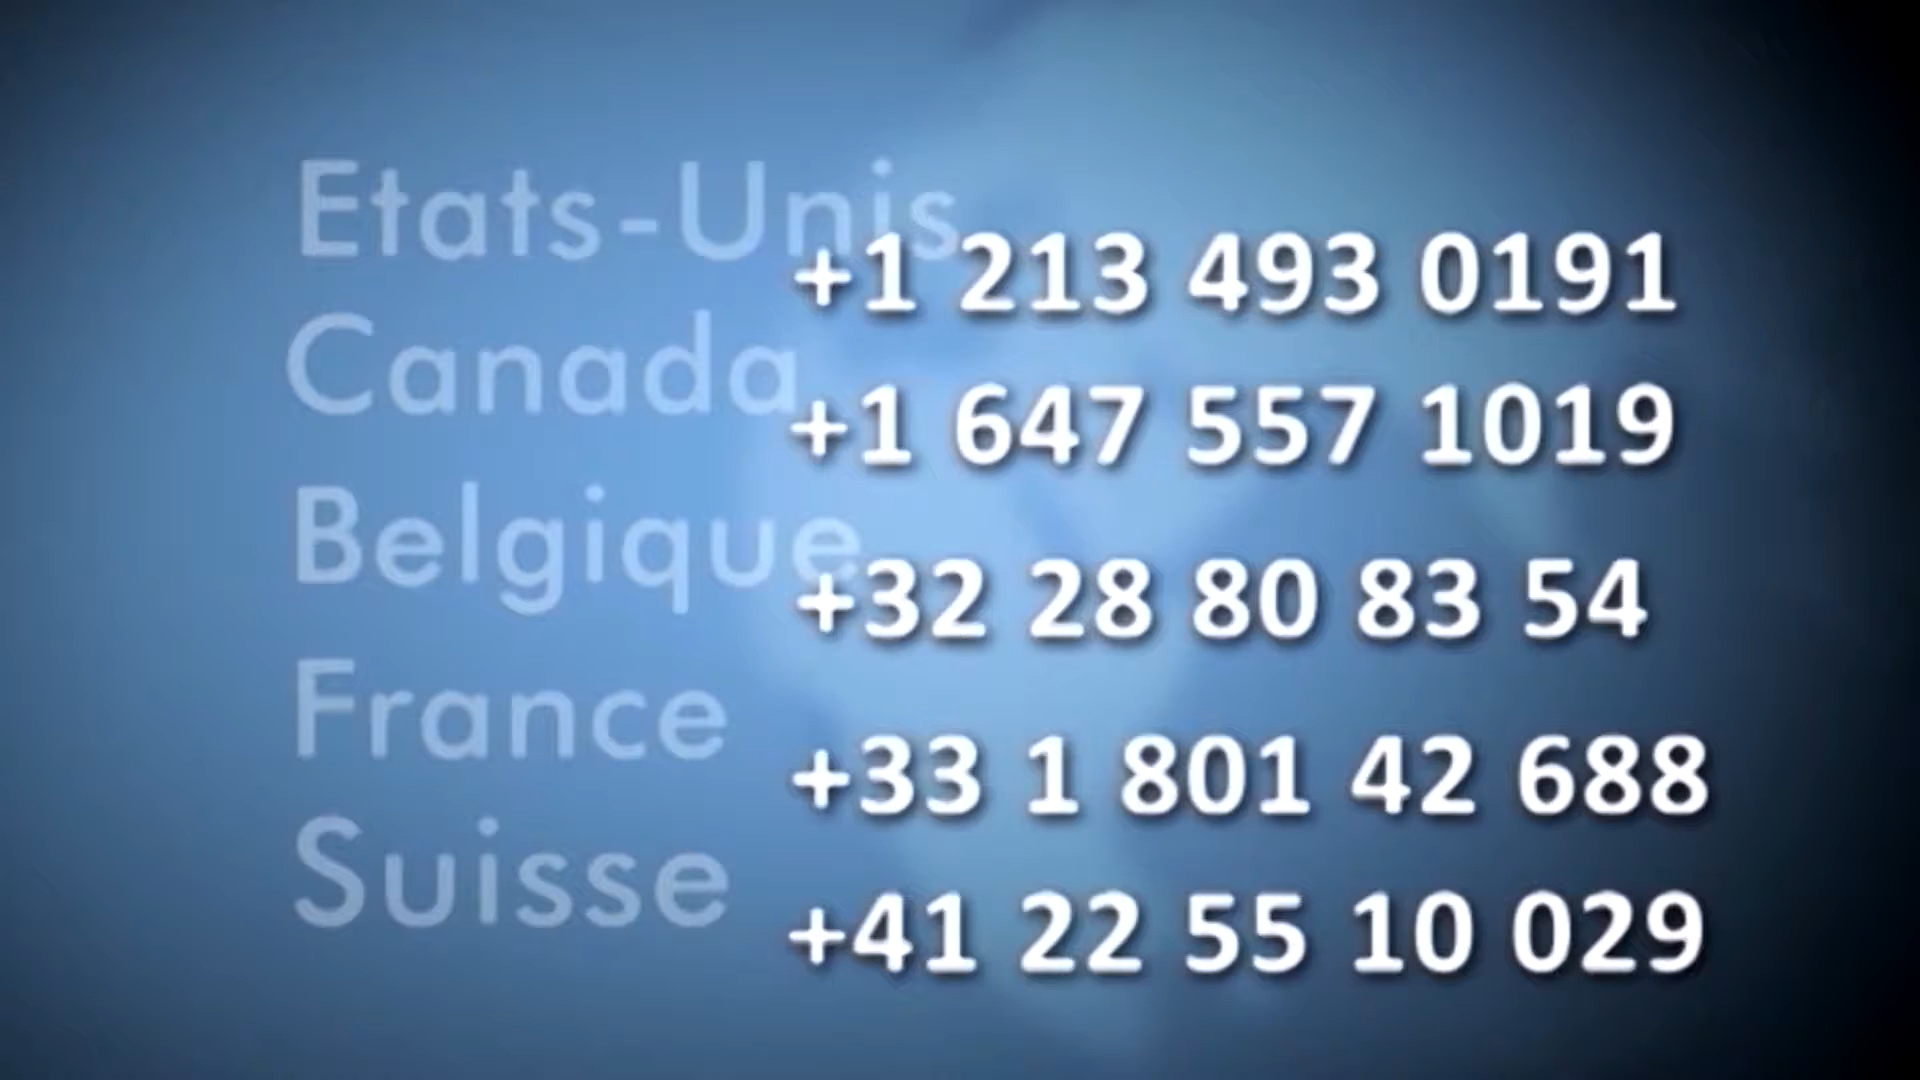 Etats-Unis
+1 213 493 0191
Canada
+1 647 557 1019
Belgique
+32 28 80 83 54
France
+33 1 801 42 688
Suisse
+41 22 55 10 029